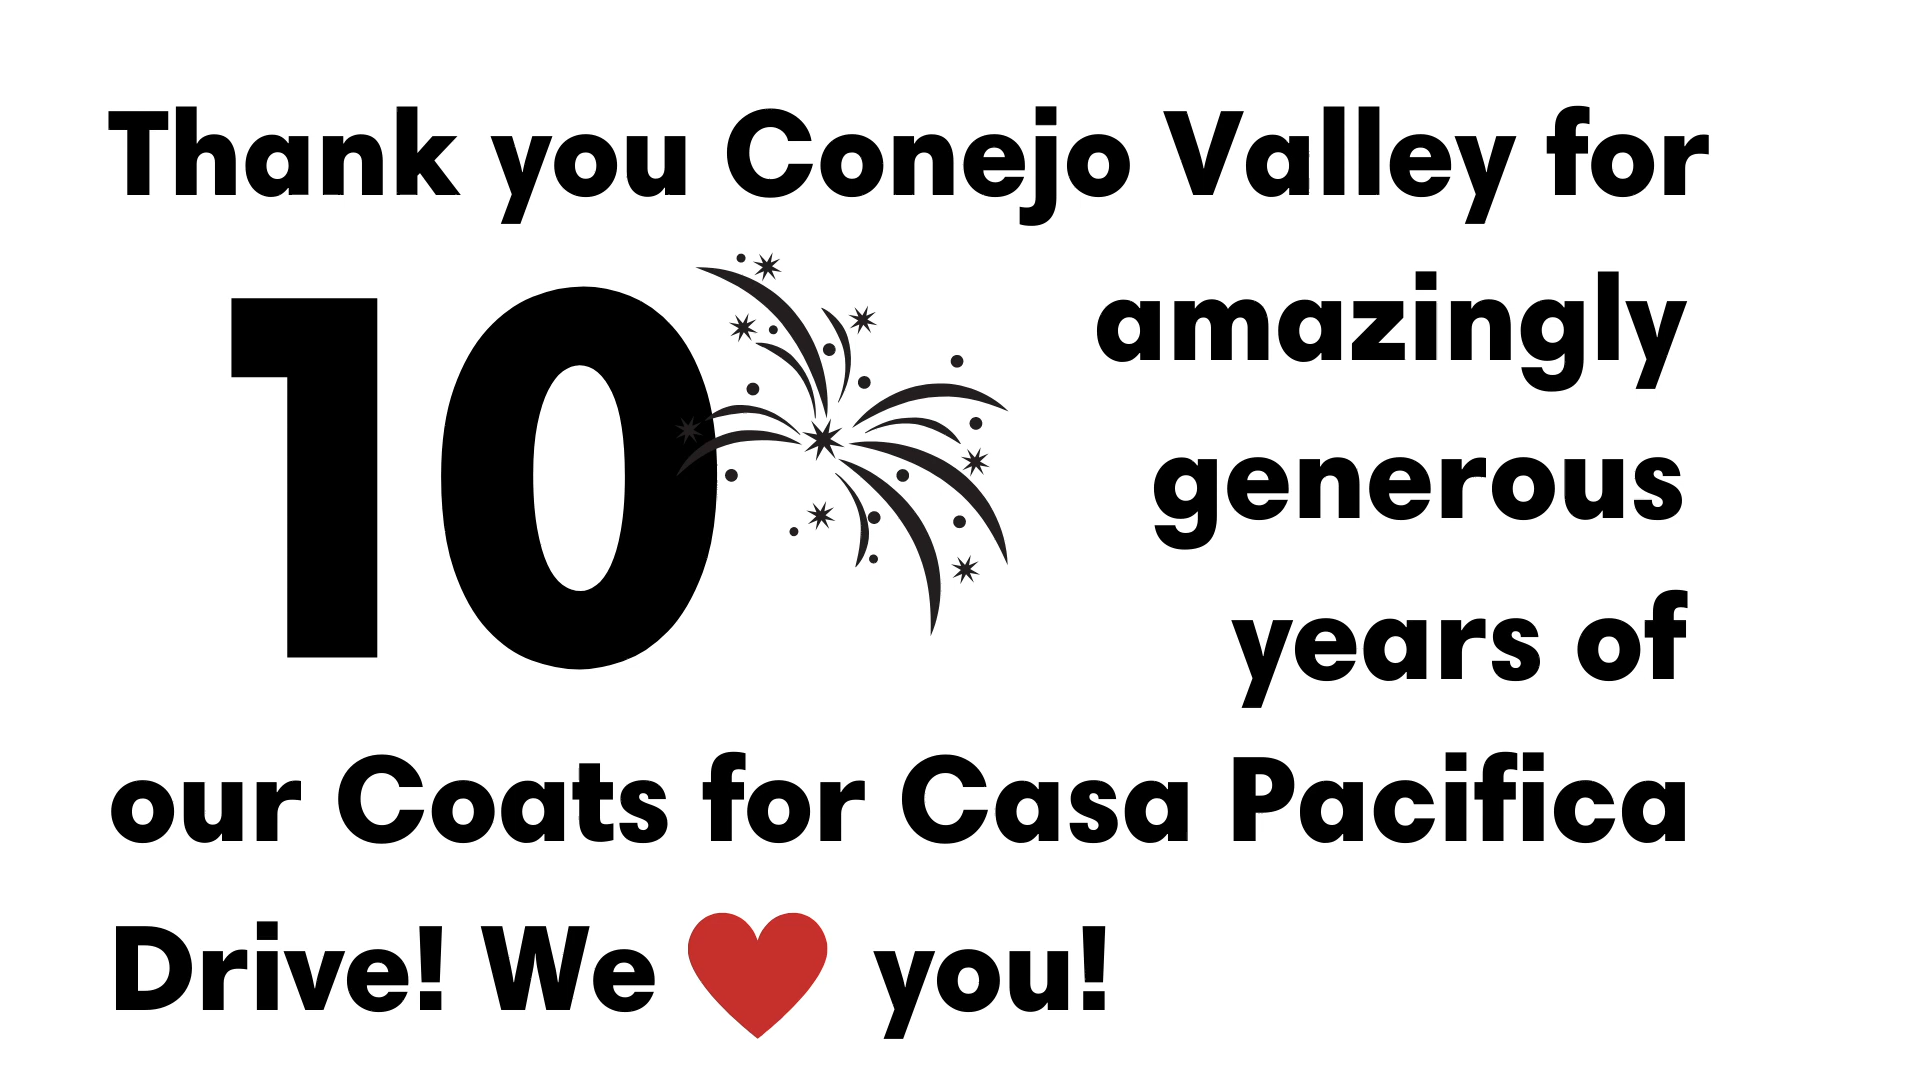 Thank you Conejo Valley for
10
amazingly
generous
years of
our Coats for Casa Pacifica
Drive! We ❤ you!